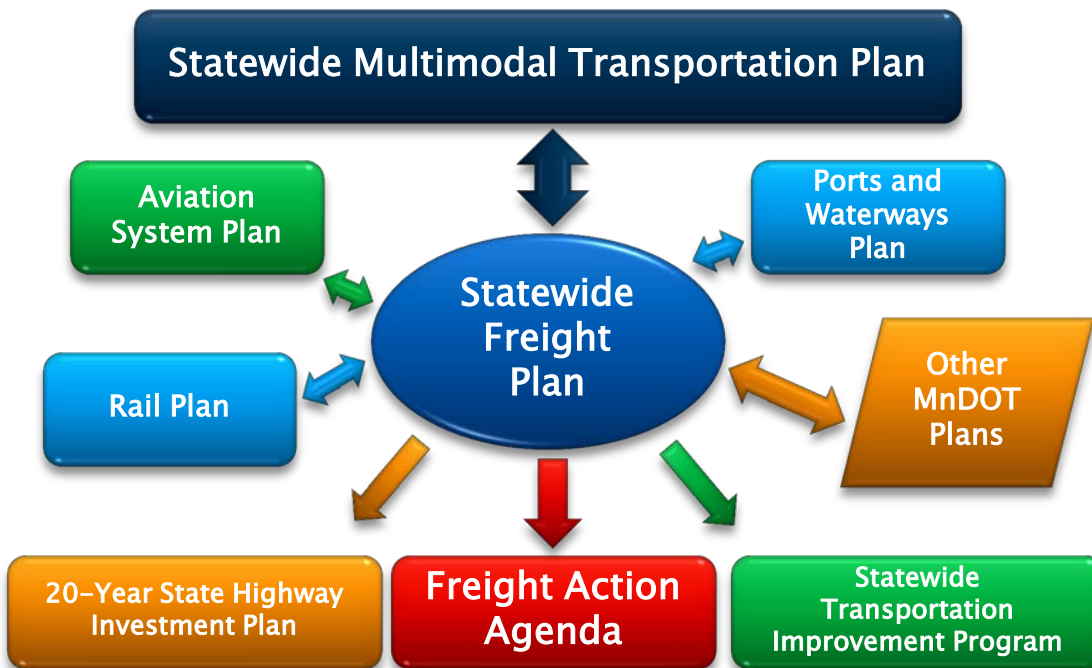 Statewide Multimodal Transportation Plan
Aviation
System Plan
Ports and
Waterways
Plan
Statewide
Freight
Plan
Rail Plan
Other
MnDOT
Plans
20-Year State Highway
Investment Plan
Freight Action
Agenda
Statewide
Transportation
Improvement Program